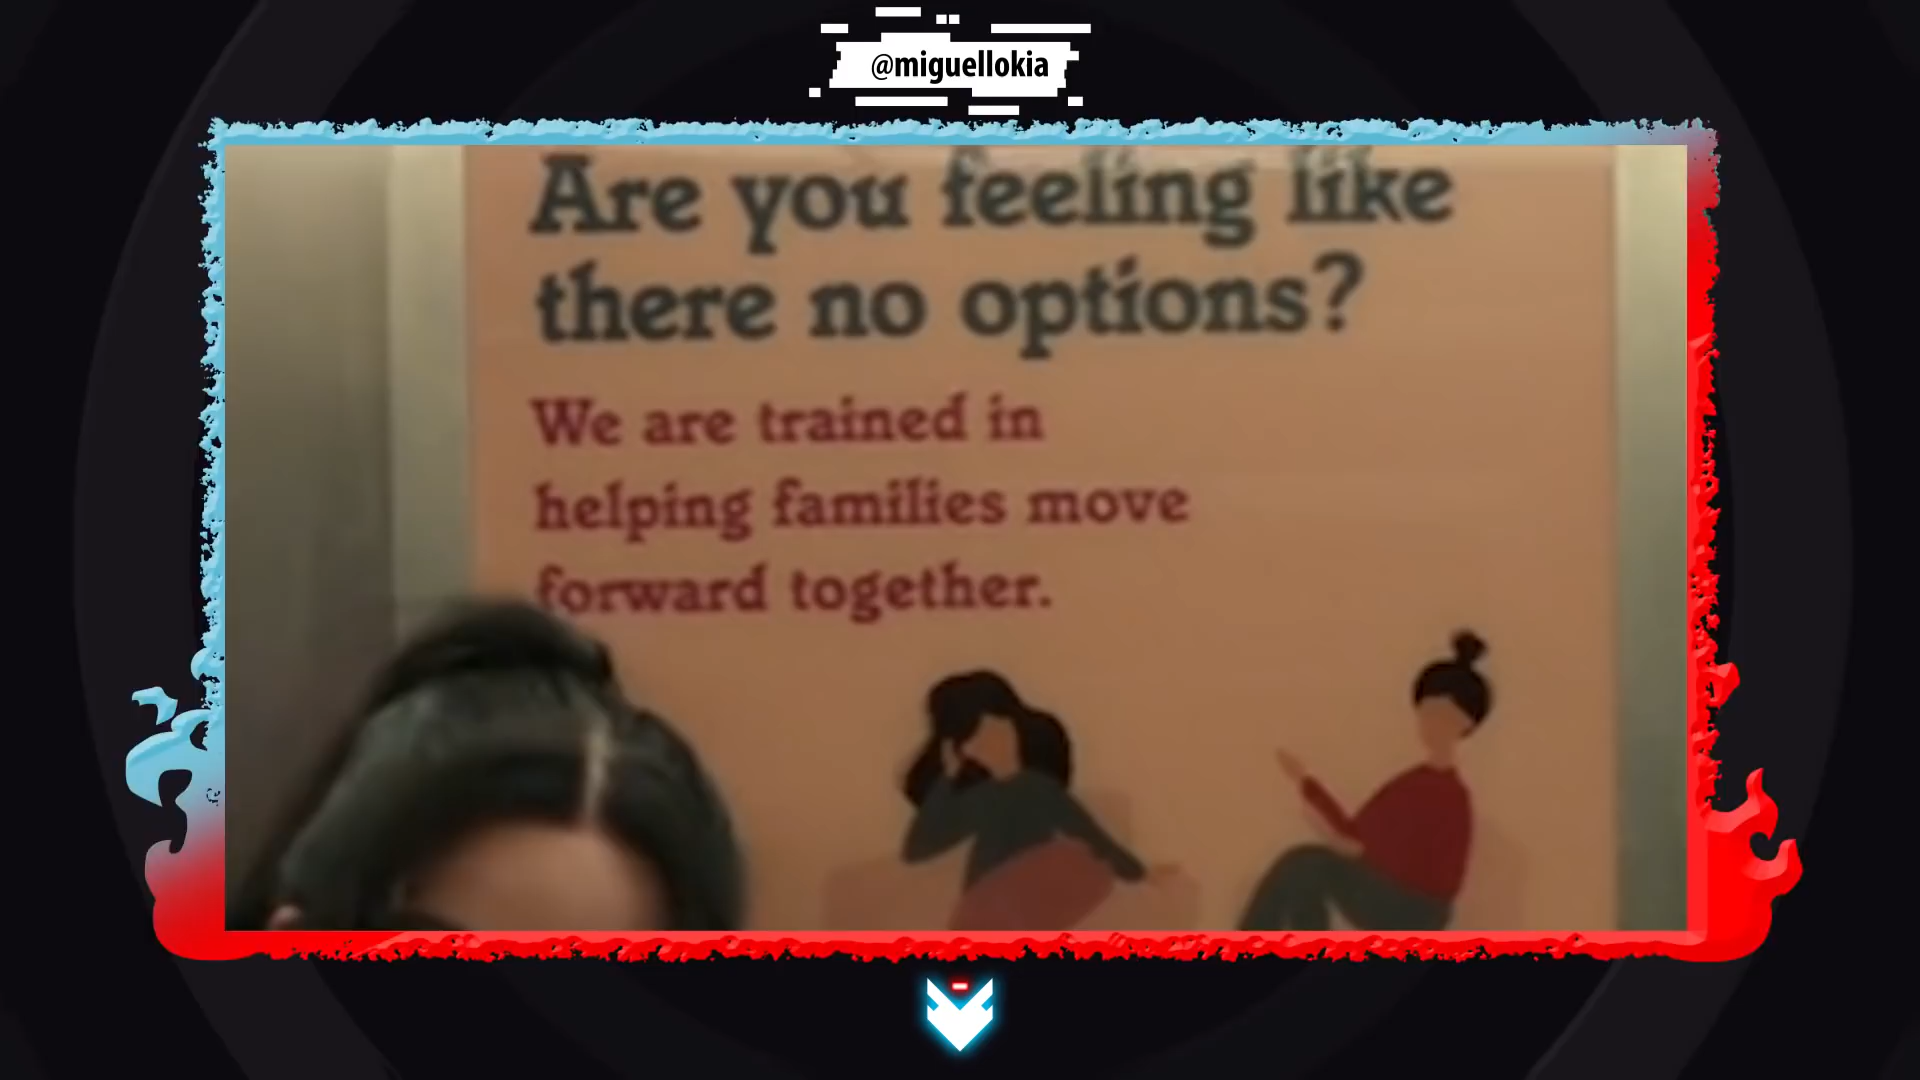 @miguellokia
Are you feeling like
there no options?
We are trained in
helping families move
forward together.